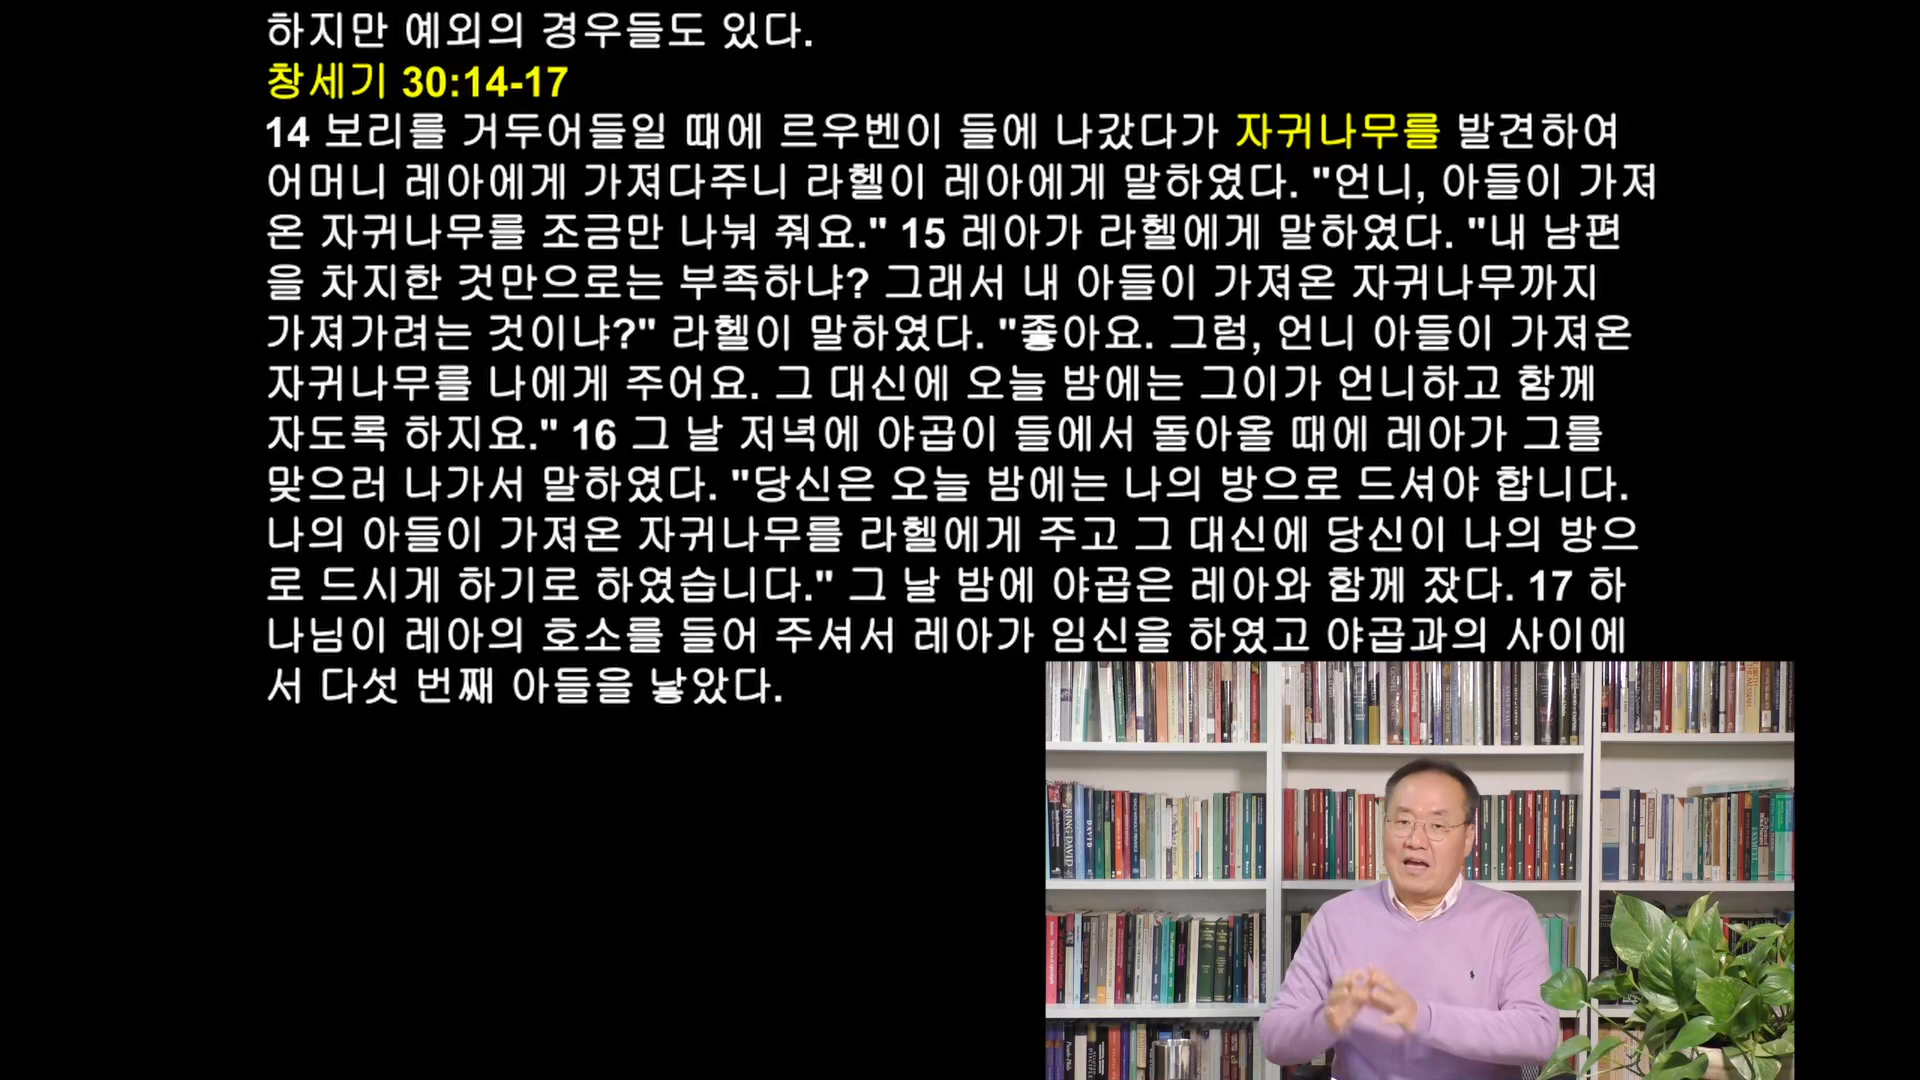 하지만 예외의 경우들도 있다.
창세기 30:14-17
14 보리를 거두어들일 때에 르우벤이 들에 나갔다가 자귀나무를 발견하여
어머니 레아에게 가져다주니 라헬이 레아에게 말하였다. "언니, 아들이 가져
온 자귀나무를 조금만 나눠 줘요." 15 레아가 라헬에게 말하였다. "내 남편
을 차지한 것만으로는 부족하냐? 그래서 내 아들이 가져온 자귀나무까지
가져가려는 것이냐?" 라헬이 말하였다. "좋아요. 그럼, 언니 아들이 가져온
자귀나무를 나에게 주어요. 그 대신에 오늘 밤에는 그이가 언니하고 함께
자도록 하지요." 16 그 날 저녁에 야곱이 들에서 돌아올 때에 레아가 그를
맞으러 나가서 말하였다. "당신은 오늘 밤에는 나의 방으로 드셔야 합니다.
나의 아들이 가져온 자귀나무를 라헬에게 주고 그 대신에 당신이 나의 방으
로 드시게 하기로 하였습니다." 그 날 밤에 야곱은 레아와 함께 잤다. 17 하
나님이 레아의 호소를 들어 주셔서 레아가 임신을 하였고 야곱과의 사이에
서 다섯 번째 아들을 낳았다.
KING DAVID
DAVID